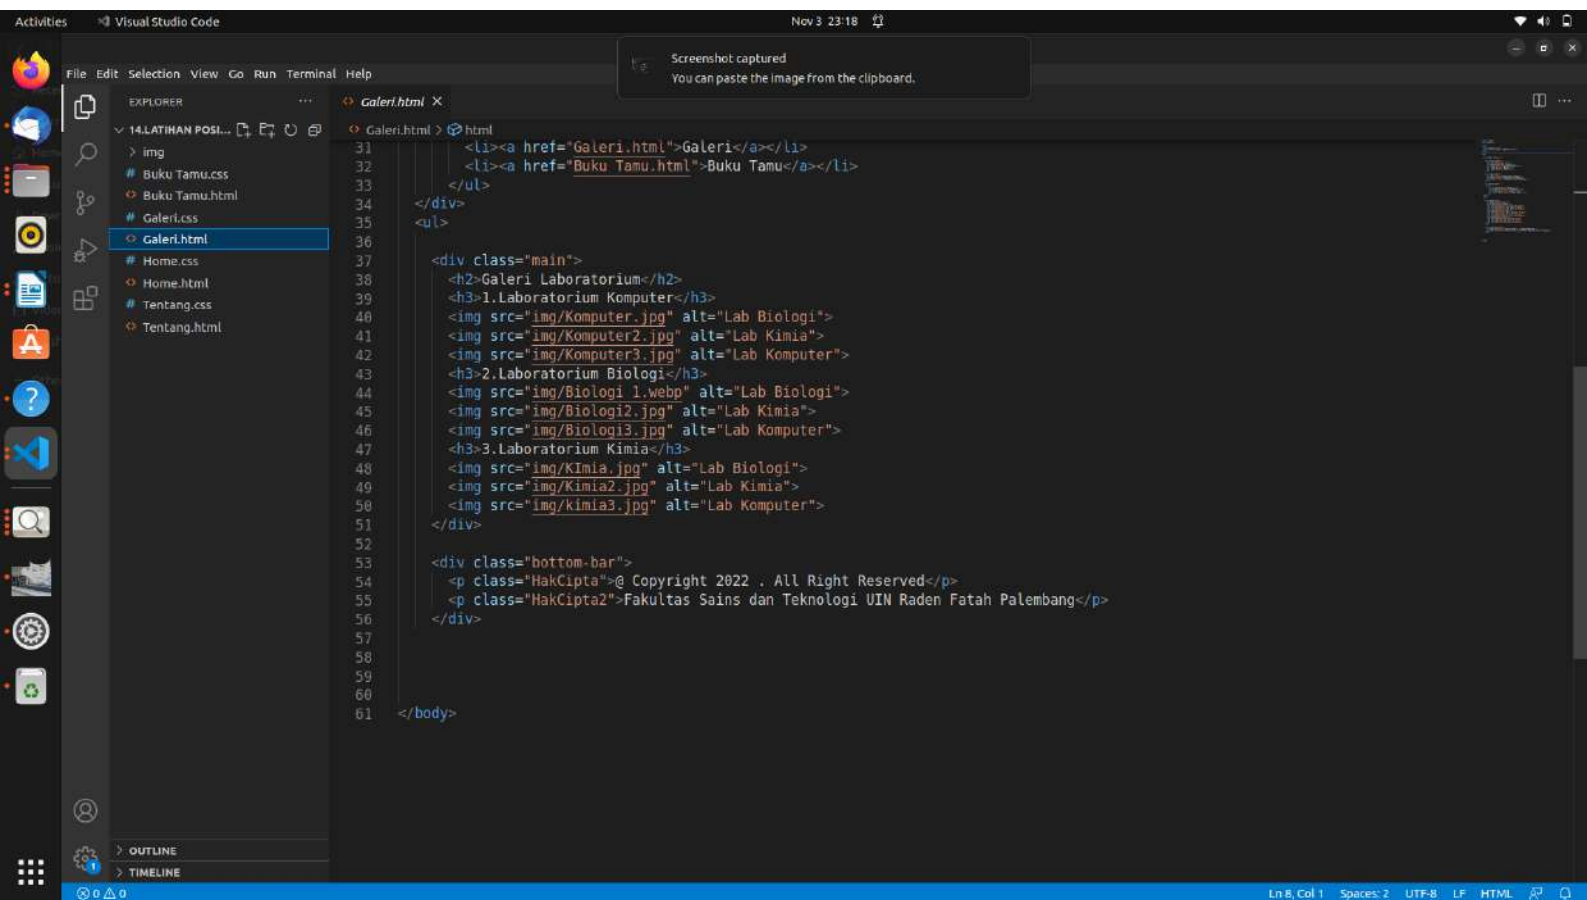 Activities Visual Studio Code Nov 3 23:18
Screenshot captured
You can paste the image from the clipboard.
File Edit Selection View Go Run Terminal Help
EXPLORER ··· Galeri.html
14.LATIHAN POSI... Galeri.html > html
img
Buku Tamu.css
Buku Tamu.html
Galeri.css
Galeri.html
Home.css
Home.html
Tentang.css
Tentang.html
31 <li><a href="Galeri.html">Galeri</a></li>
32 <li><a href="Buku Tamu.html">Buku Tamu</a></li>
33 </ul>
34 </div>
35 <ul>
36
37 <div class="main">
38 <h2>Galeri Laboratorium</h2>
39 <h3>1.Laboratorium Komputer</h3>
40 <img src="img/Komputer.jpg" alt="Lab Biologi">
41 <img src="img/Komputer2.jpg" alt="Lab Kimia">
42 <img src="img/Komputer3.jpg" alt="Lab Komputer">
43 <h3>2.Laboratorium Biologi</h3>
44 <img src="img/Biologi 1.webp" alt="Lab Biologi">
45 <img src="img/Biologi2.jpg" alt="Lab Kimia">
46 <img src="img/Biologi3.jpg" alt="Lab Komputer">
47 <h3>3.Laboratorium Kimia</h3>
48 <img src="img/KImia.jpg" alt="Lab Biologi">
49 <img src="img/Kimia2.jpg" alt="Lab Kimia">
50 <img src="img/kimia3.jpg" alt="Lab Komputer">
51 </div>
52
53 <div class="bottom-bar">
54 <p class="HakCipta">@ Copyright 2022 . All Right Reserved</p>
55 <p class="HakCipta2">Fakultas Sains dan Teknologi UIN Raden Fatah Palembang</p>
56 </div>
57
58
59
60
61 </body>
OUTLINE
TIMELINE
0 0 Ln 8, Col 1 Spaces: 2 UTF-8 LF HTML